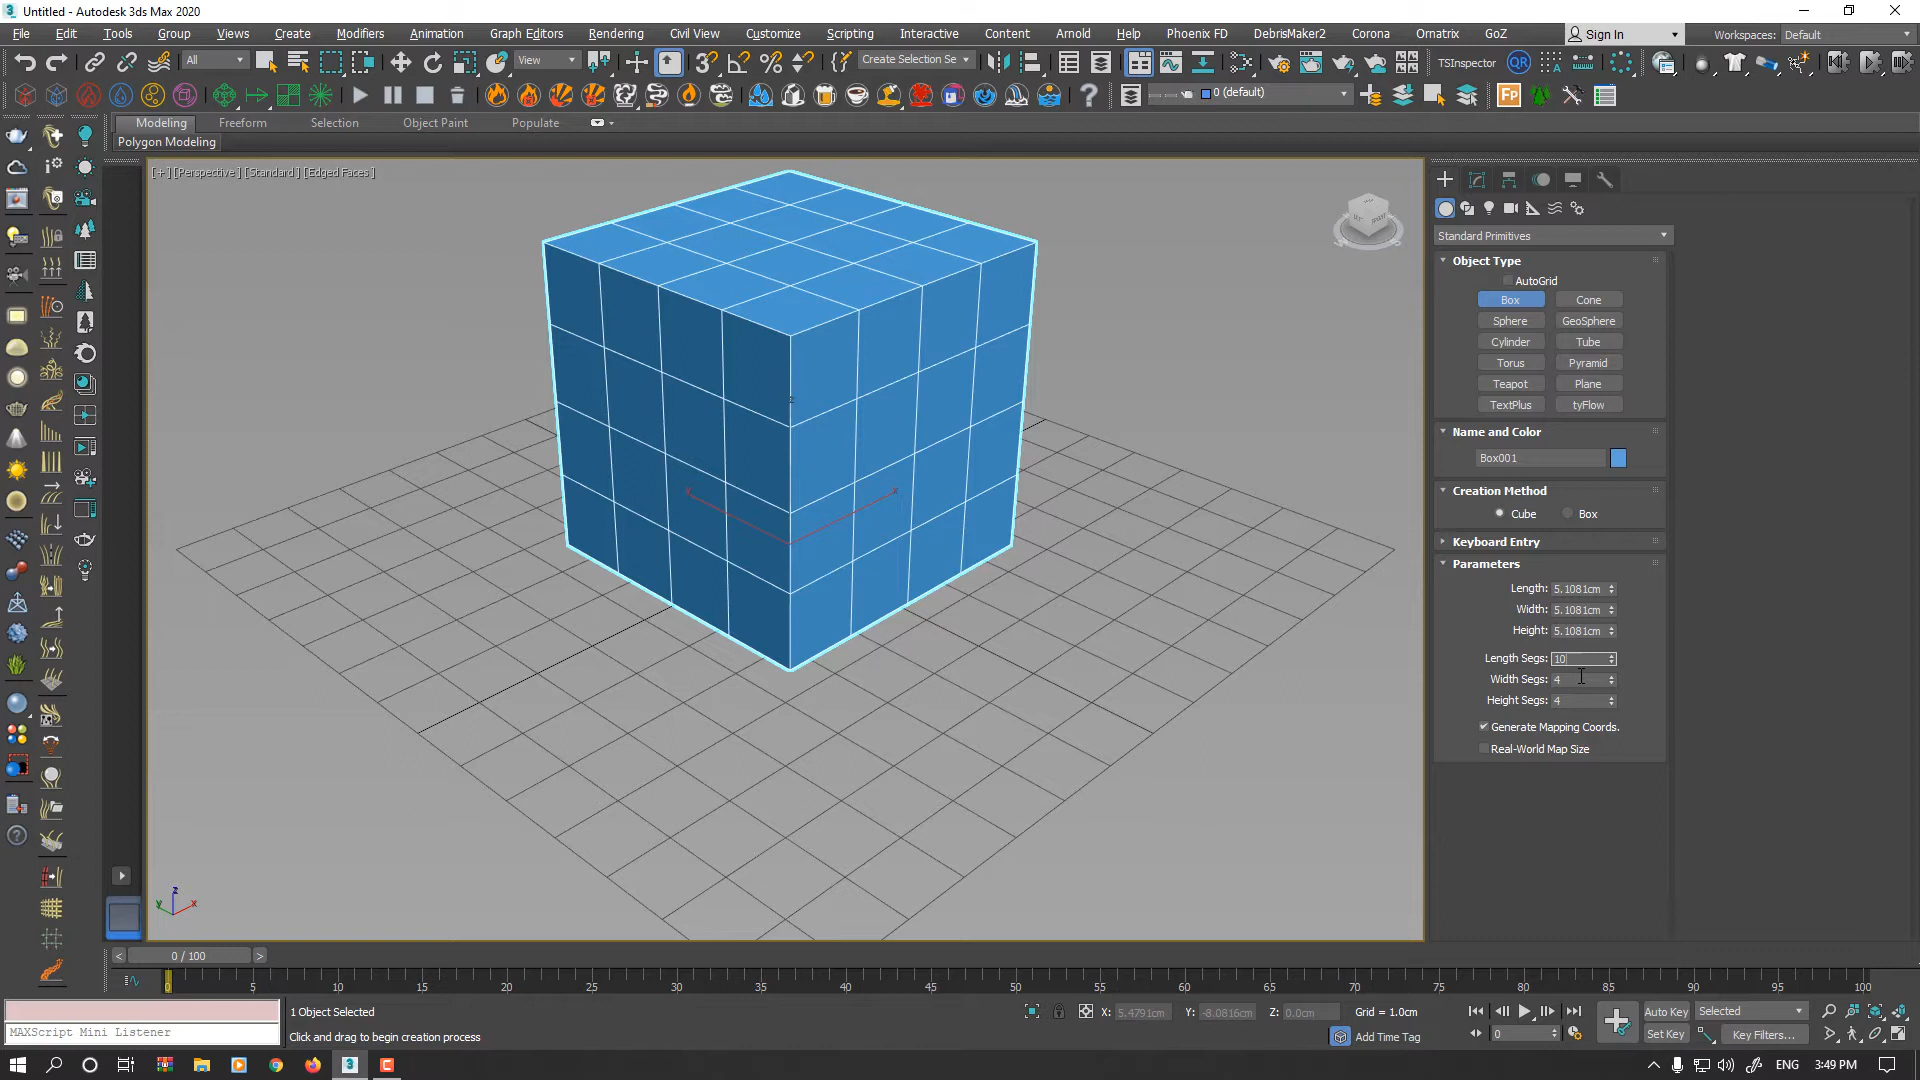 Untitled - Autodesk 3ds Max 2020
File Edit Tools Group Views Create Modifiers Animation Graph Editors Rendering Civil View Customize Scripting Interactive Content Arnold Help Phoenix FD DebrisMaker2 Corona Ornatrix GoZ Sign In Workspaces: Default
All View Create Selection Se TSInspector QR
0 (default) FP
Modeling Freeform Selection Object Paint Populate
Polygon Modeling
[+] [Perspective] [Standard] [Edged Faces]
Standard Primitives
Object Type
AutoGrid
Box Cone
Sphere GeoSphere
Cylinder Tube
Torus Pyramid
Teapot Plane
TextPlus tyFlow
Name and Color
Box001
Creation Method
Cube Box
Keyboard Entry
Parameters
Length: 5.1081cm
Width: 5.1081cm
Height: 5.1081cm
Length Segs: 10
Width Segs: 4
Height Segs: 4
Generate Mapping Coords.
Real-World Map Size
z
x
y x
z
y x
< 0 / 100 >
0 5 10 15 20 25 30 35 40 45 50 55 60 65 70 75 80 85 90 95 100
1 Object Selected X: 5.4791cm Y: -8.0816cm Z: 0.0cm Grid = 1.0cm Auto Key Selected
MAXScript Mini Listener Click and drag to begin creation process Add Time Tag 0 Set Key Key Filters...
ENG 3:49 PM